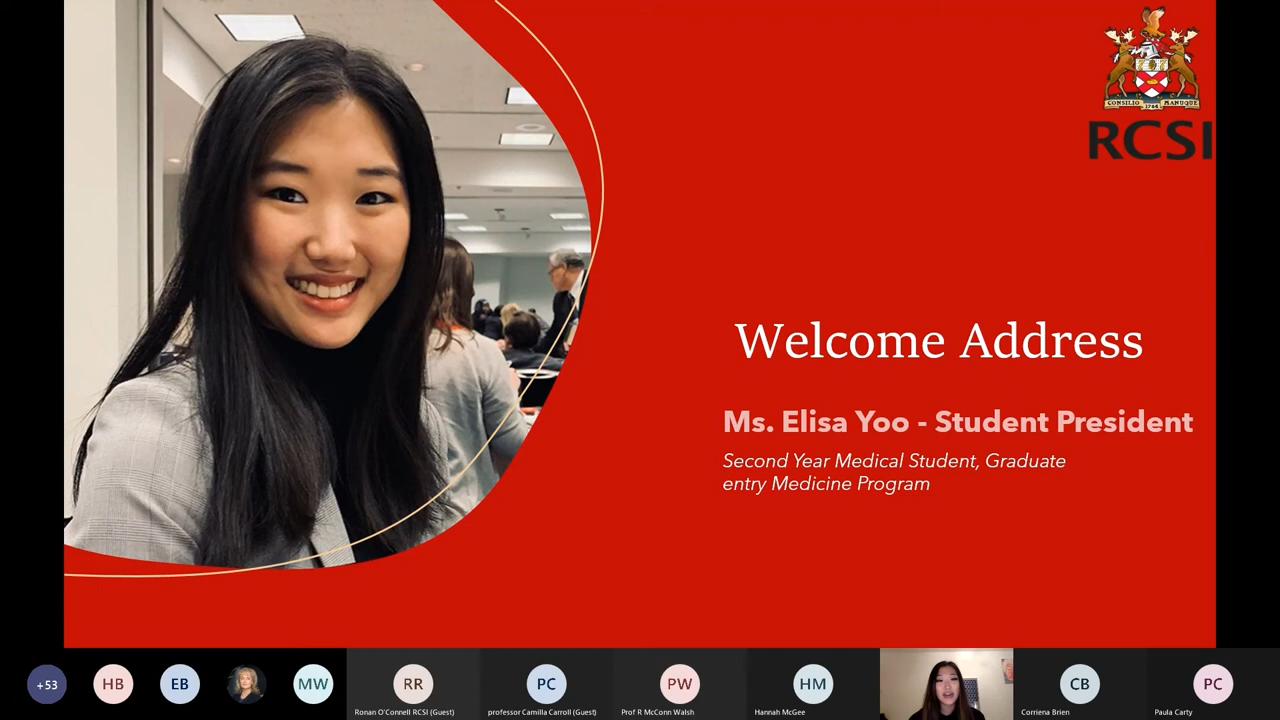 CONSILIO MANUQUE
1784
RCSI
Welcome Address
Ms. Elisa Yoo - Student President
Second Year Medical Student, Graduate
entry Medicine Program
+53
HB
EB
MW
RR
Ronan O'Connell RCSI (Guest)
PC
professor Camilla Carroll (Guest)
PW
Prof R McConn Walsh
HM
Hannah McGee
CB
Corriena Brien
PC
Paula Carty